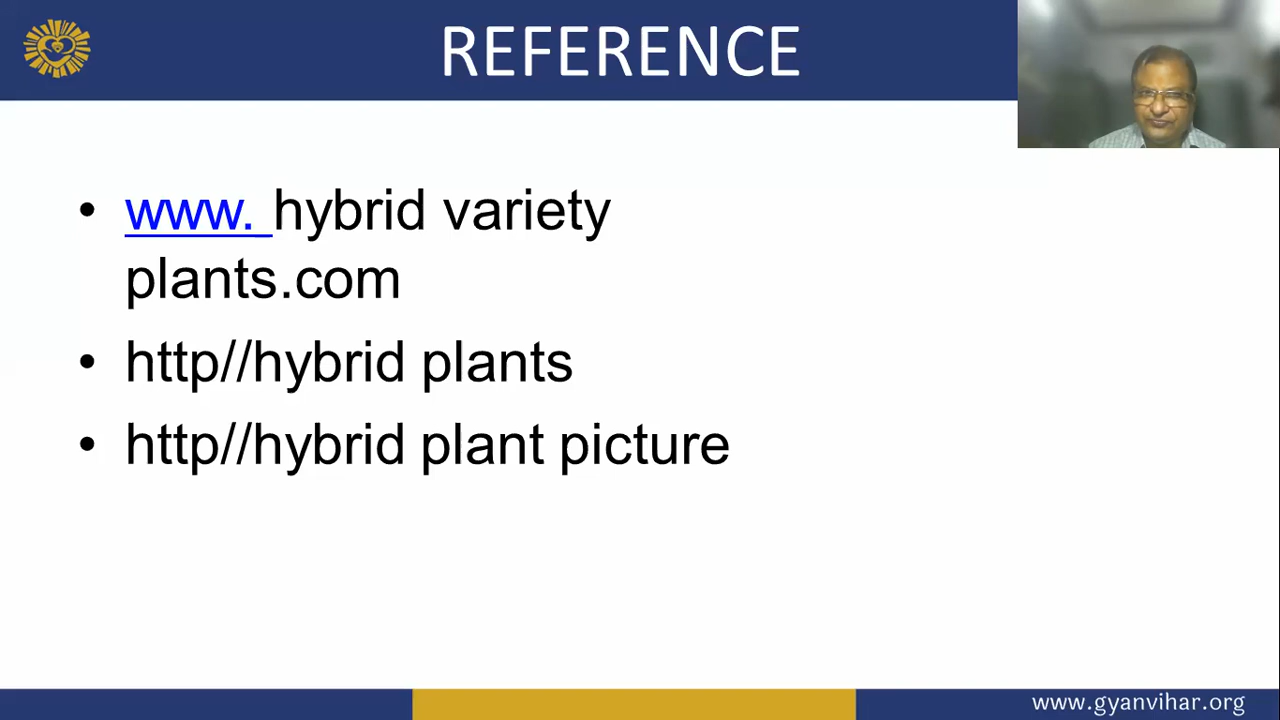 REFERENCE
• www. hybrid variety
plants.com
• http//hybrid plants
• http//hybrid plant picture
www.gyanvihar.org